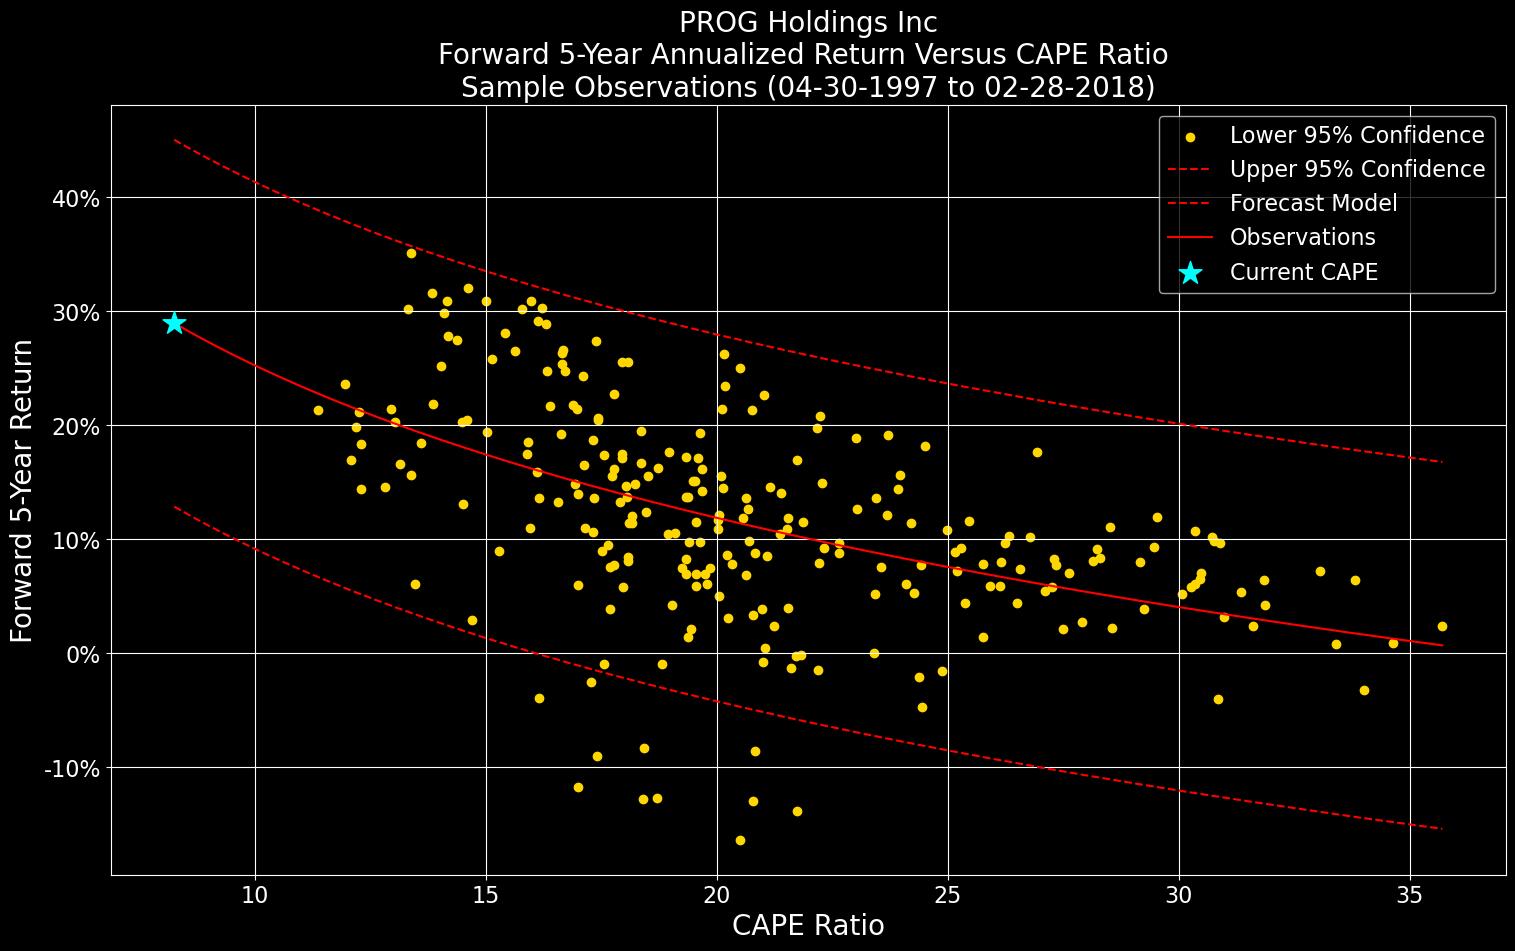 PROG Holdings Inc
Forward 5-Year Annualized Return Versus CAPE Ratio
Sample Observations (04-30-1997 to 02-28-2018)
Lower 95% Confidence
Upper 95% Confidence
Forecast Model
Observations
Current CAPE
Forward 5-Year Return
40%
30%
20%
10%
0%
-10%
10 15 20 25 30 35
CAPE Ratio